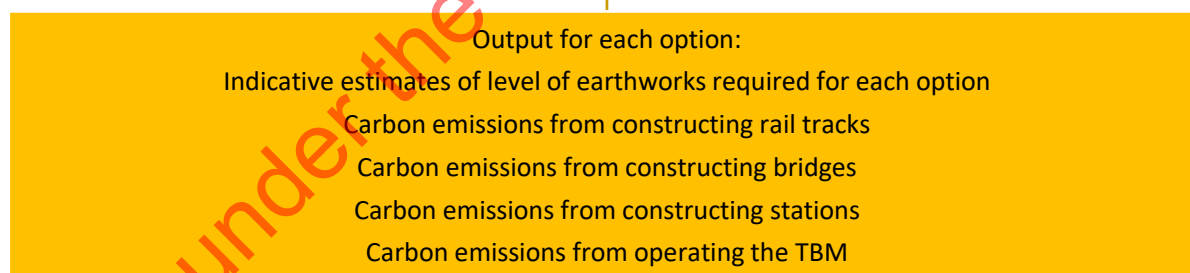 Output for each option:
Indicative estimates of level of earthworks required for each option
Carbon emissions from constructing rail tracks
Carbon emissions from constructing bridges
Carbon emissions from constructing stations
Carbon emissions from operating the TBM
under the